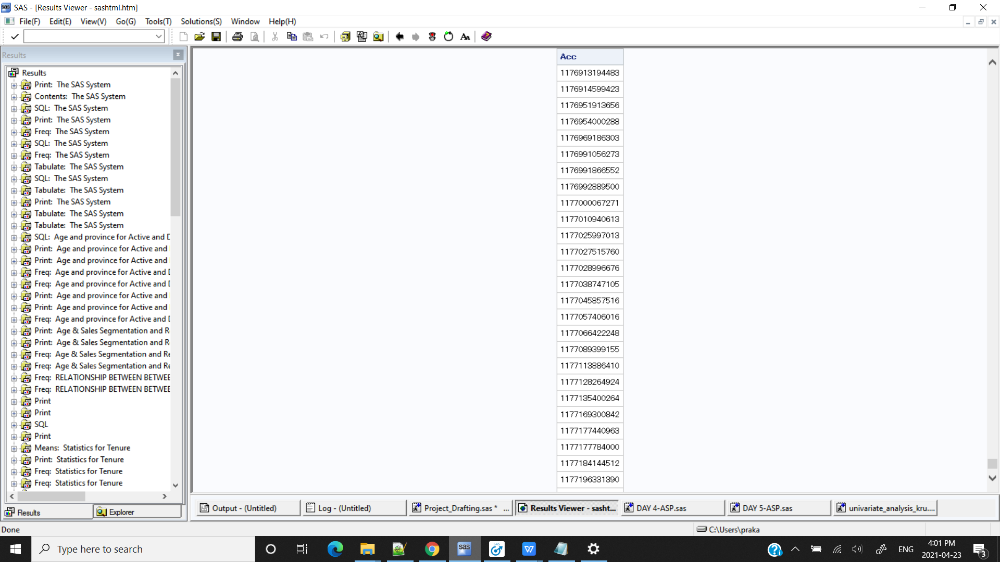 SAS - [Results Viewer - sashtml.htm]
File(F) Edit(E) View(V) Go(G) Tools(T) Solutions(S) Window Help(H)
Results
Results
Print: The SAS System
Contents: The SAS System
SQL: The SAS System
Print: The SAS System
Freq: The SAS System
SQL: The SAS System
Freq: The SAS System
Tabulate: The SAS System
SQL: The SAS System
Tabulate: The SAS System
Print: The SAS System
Tabulate: The SAS System
Tabulate: The SAS System
SQL: Age and province for Active and D
Print: Age and province for Active and
Print: Age and province for Active and
Freq: Age and province for Active and D
Freq: Age and province for Active and D
Print: Age and province for Active and
Print: Age and province for Active and
Freq: Age and province for Active and D
Print: Age & Sales Segmentation and R
Print: Age & Sales Segmentation and R
Freq: Age & Sales Segmentation and Re
Freq: Age & Sales Segmentation and Re
Freq: RELATIONSHIP BETWEEN BETWEE
Freq: RELATIONSHIP BETWEEN BETWEE
Print
Print
SQL
Print
Means: Statistics for Tenure
Print: Statistics for Tenure
Freq: Statistics for Tenure
Freq: Statistics for Tenure
Results Explorer
Acc
1176913194483
1176914599423
1176951913656
1176954000288
1176969186303
1176991056273
1176991866552
1176992889500
1177000067271
1177010940613
1177025997013
1177027515760
1177028996676
1177038747105
1177045857516
1177057406016
1177066422248
1177089399155
1177113886410
1177128264924
1177135400264
1177169300842
1177177440963
1177177784000
1177184144512
1177196331390
Output - (Untitled) Log - (Untitled) Project_Drafting.sas * ... Results Viewer - sasht... DAY 4-ASP.sas DAY 5-ASP.sas univariate_analysis_kru....
Done C:\Users\praka
Type here to search
ENG
4:01 PM
2021-04-23
3